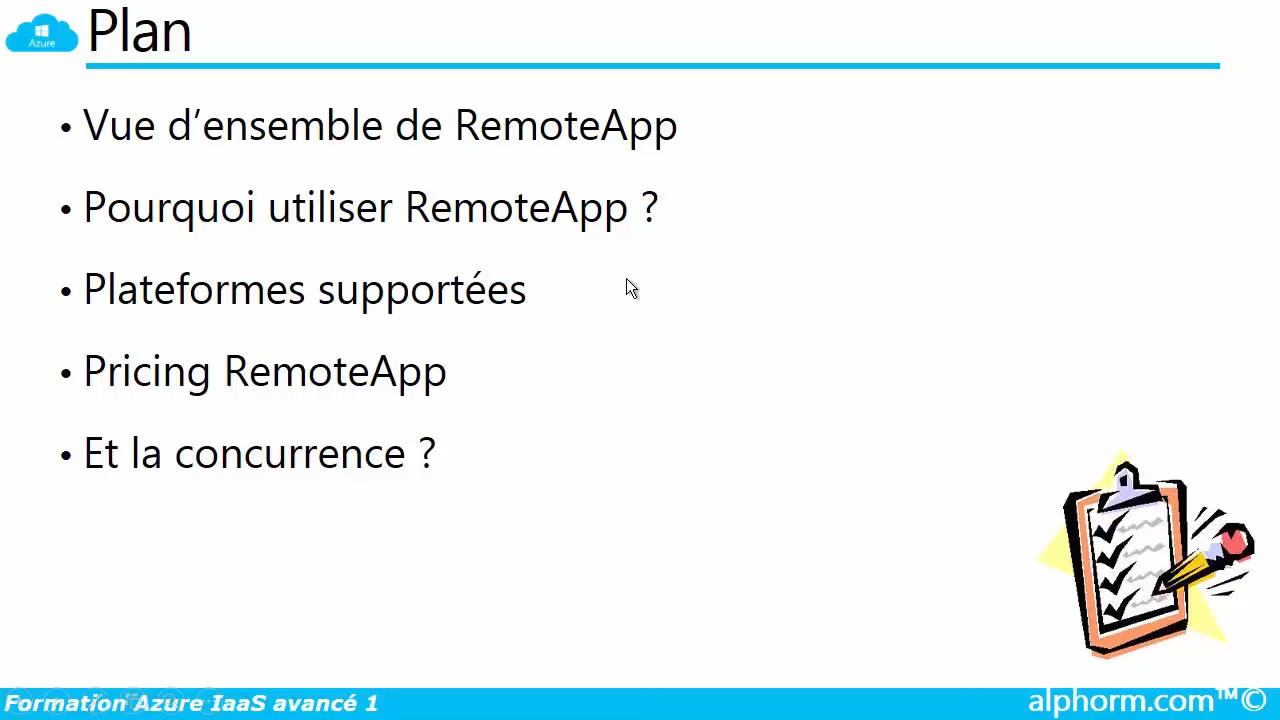 Azure
Plan
• Vue d’ensemble de RemoteApp
• Pourquoi utiliser RemoteApp ?
• Plateformes supportées
• Pricing RemoteApp
• Et la concurrence ?
Formation Azure IaaS avancé 1
alphorm.com™©